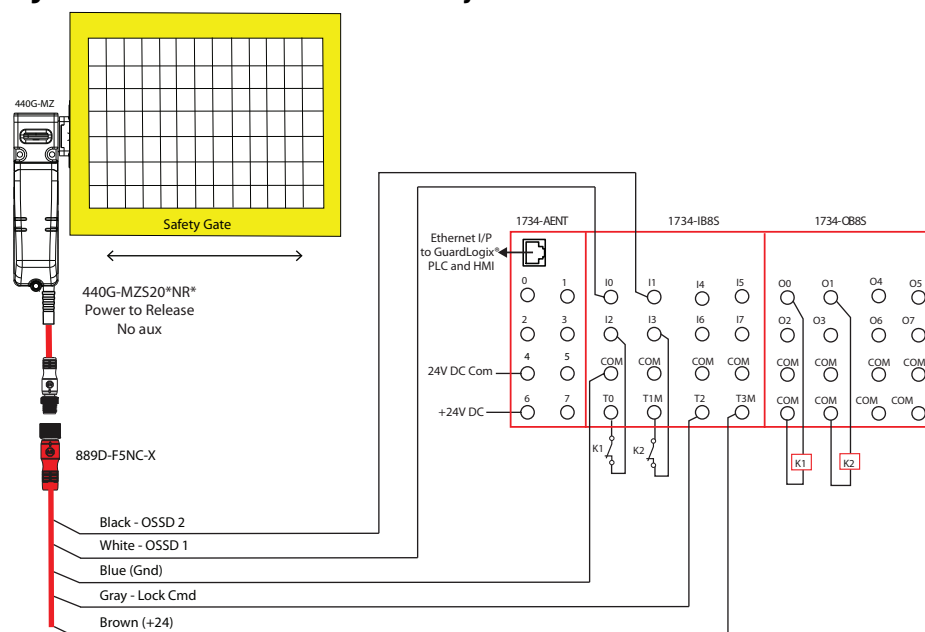 440G-MZ
Safety Gate
440G-MZS20*NR*
Power to Release
No aux
889D-F5NC-X
Black - OSSD 2
White - OSSD 1
Blue (Gnd)
Gray - Lock Cmd
Brown (+24)
Ethernet I/P
to GuardLogix®
PLC and HMI
24V DC Com
+24V DC
1734-AENT
0 1
2 3
4 5
6 7
1734-IB8S
I0 I1 I4 I5
I2 I3 I6 I7
COM COM COM COM
T0 T1M T2 T3M
K1 K2
1734-OB8S
O0 O1 O4 O5
O2 O3 O6 O7
COM COM COM COM
COM COM COM COM
K1 K2